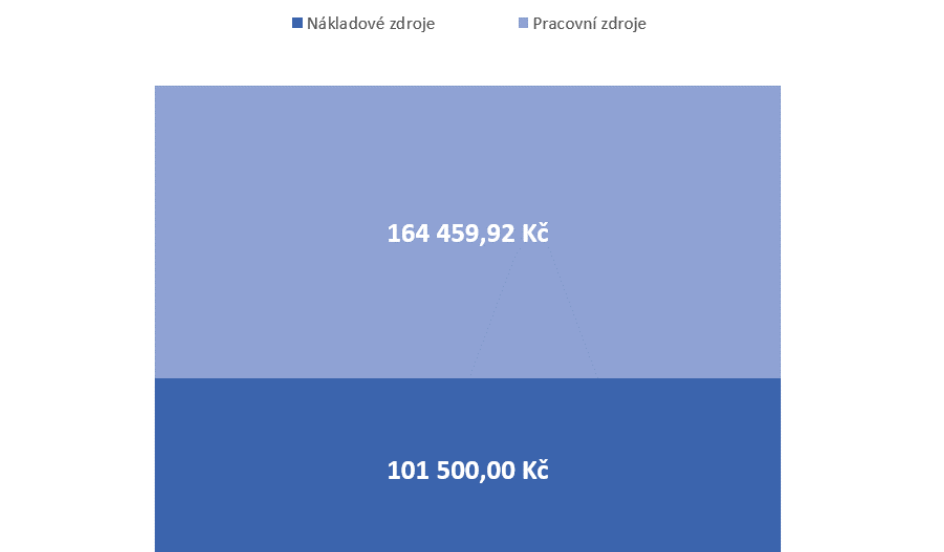 Nákladové zdroje
Pracovní zdroje
164 459,92 Kč
101 500,00 Kč